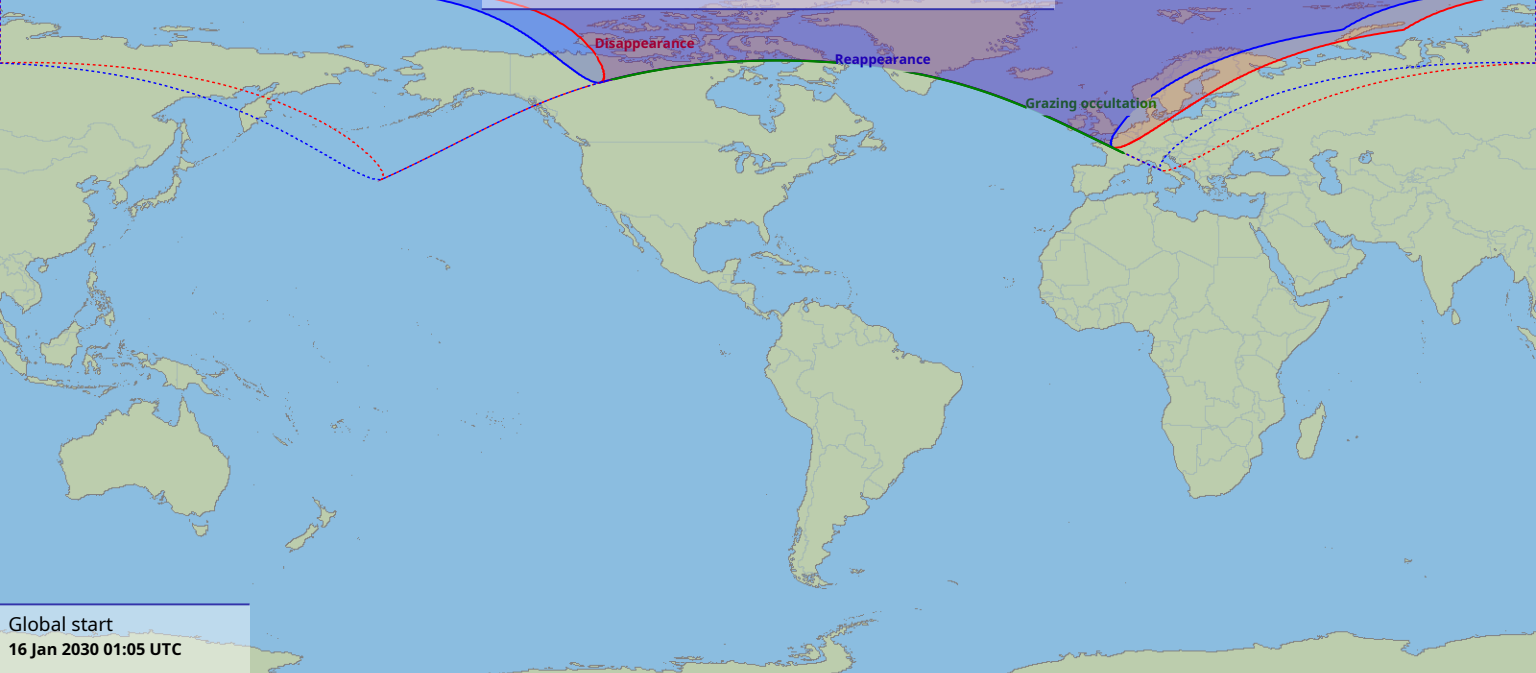 Disappearance
Reappearance
Grazing occultation
Global start
16 Jan 2030 01:05 UTC